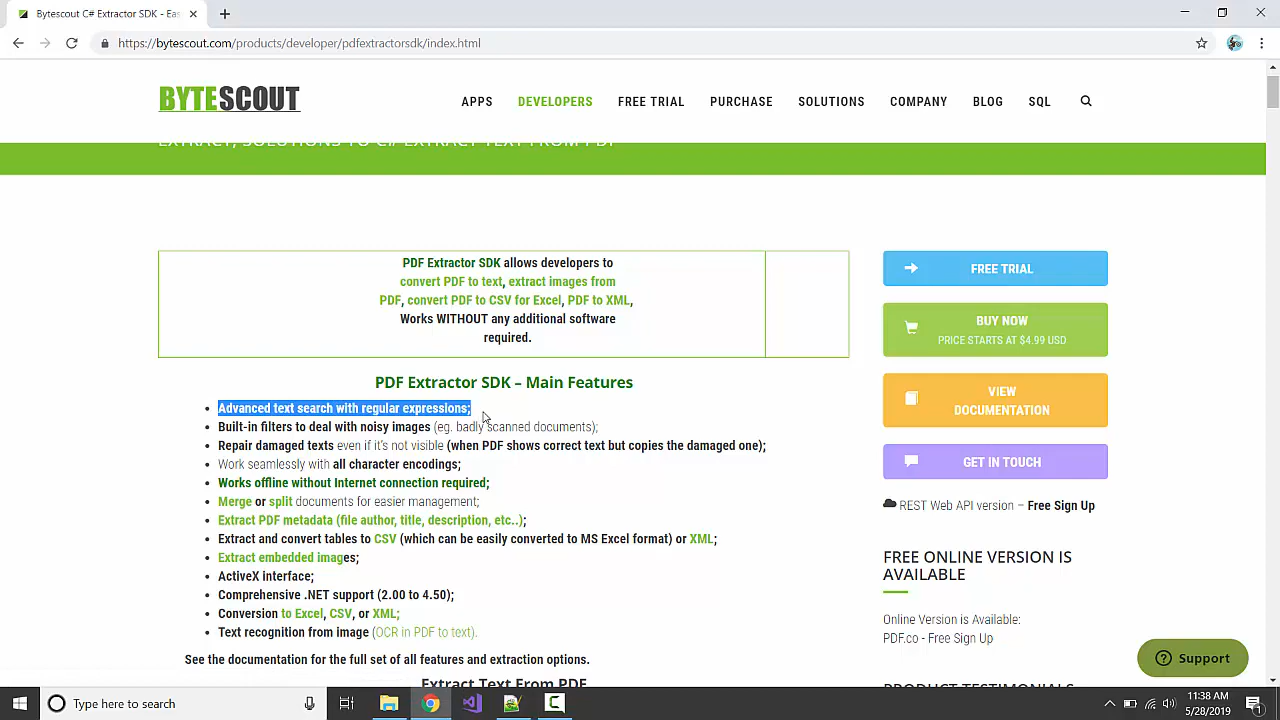 Bytescout C# Extractor SDK - Eas
https://bytescout.com/products/developer/pdfextractorsdk/index.html
BYTESCOUT
APPS DEVELOPERS FREE TRIAL PURCHASE SOLUTIONS COMPANY BLOG SQL
EXTRACT, SOLUTIONS TO C# EXTRACT TEXT FROM PDF
PDF Extractor SDK allows developers to
convert PDF to text, extract images from
PDF, convert PDF to CSV for Excel, PDF to XML,
Works WITHOUT any additional software
required.
PDF Extractor SDK – Main Features
Advanced text search with regular expressions;
Built-in filters to deal with noisy images (eg. badly scanned documents);
Repair damaged texts even if it's not visible (when PDF shows correct text but copies the damaged one);
Work seamlessly with all character encodings;
Works offline without Internet connection required;
Merge or split documents for easier management;
Extract PDF metadata (file author, title, description, etc..);
Extract and convert tables to CSV (which can be easily converted to MS Excel format) or XML;
Extract embedded images;
ActiveX interface;
Comprehensive .NET support (2.00 to 4.50);
Conversion to Excel, CSV, or XML;
Text recognition from image (OCR in PDF to text).
See the documentation for the full set of all features and extraction options.
Extract Text From PDF
FREE TRIAL
BUY NOW
PRICE STARTS AT $4.99 USD
VIEW
DOCUMENTATION
GET IN TOUCH
REST Web API version – Free Sign Up
FREE ONLINE VERSION IS
AVAILABLE
Online Version is Available:
PDF.co - Free Sign Up
PRODUCT TESTIMONIALS
Support
Type here to search
11:38 AM
5/28/2019